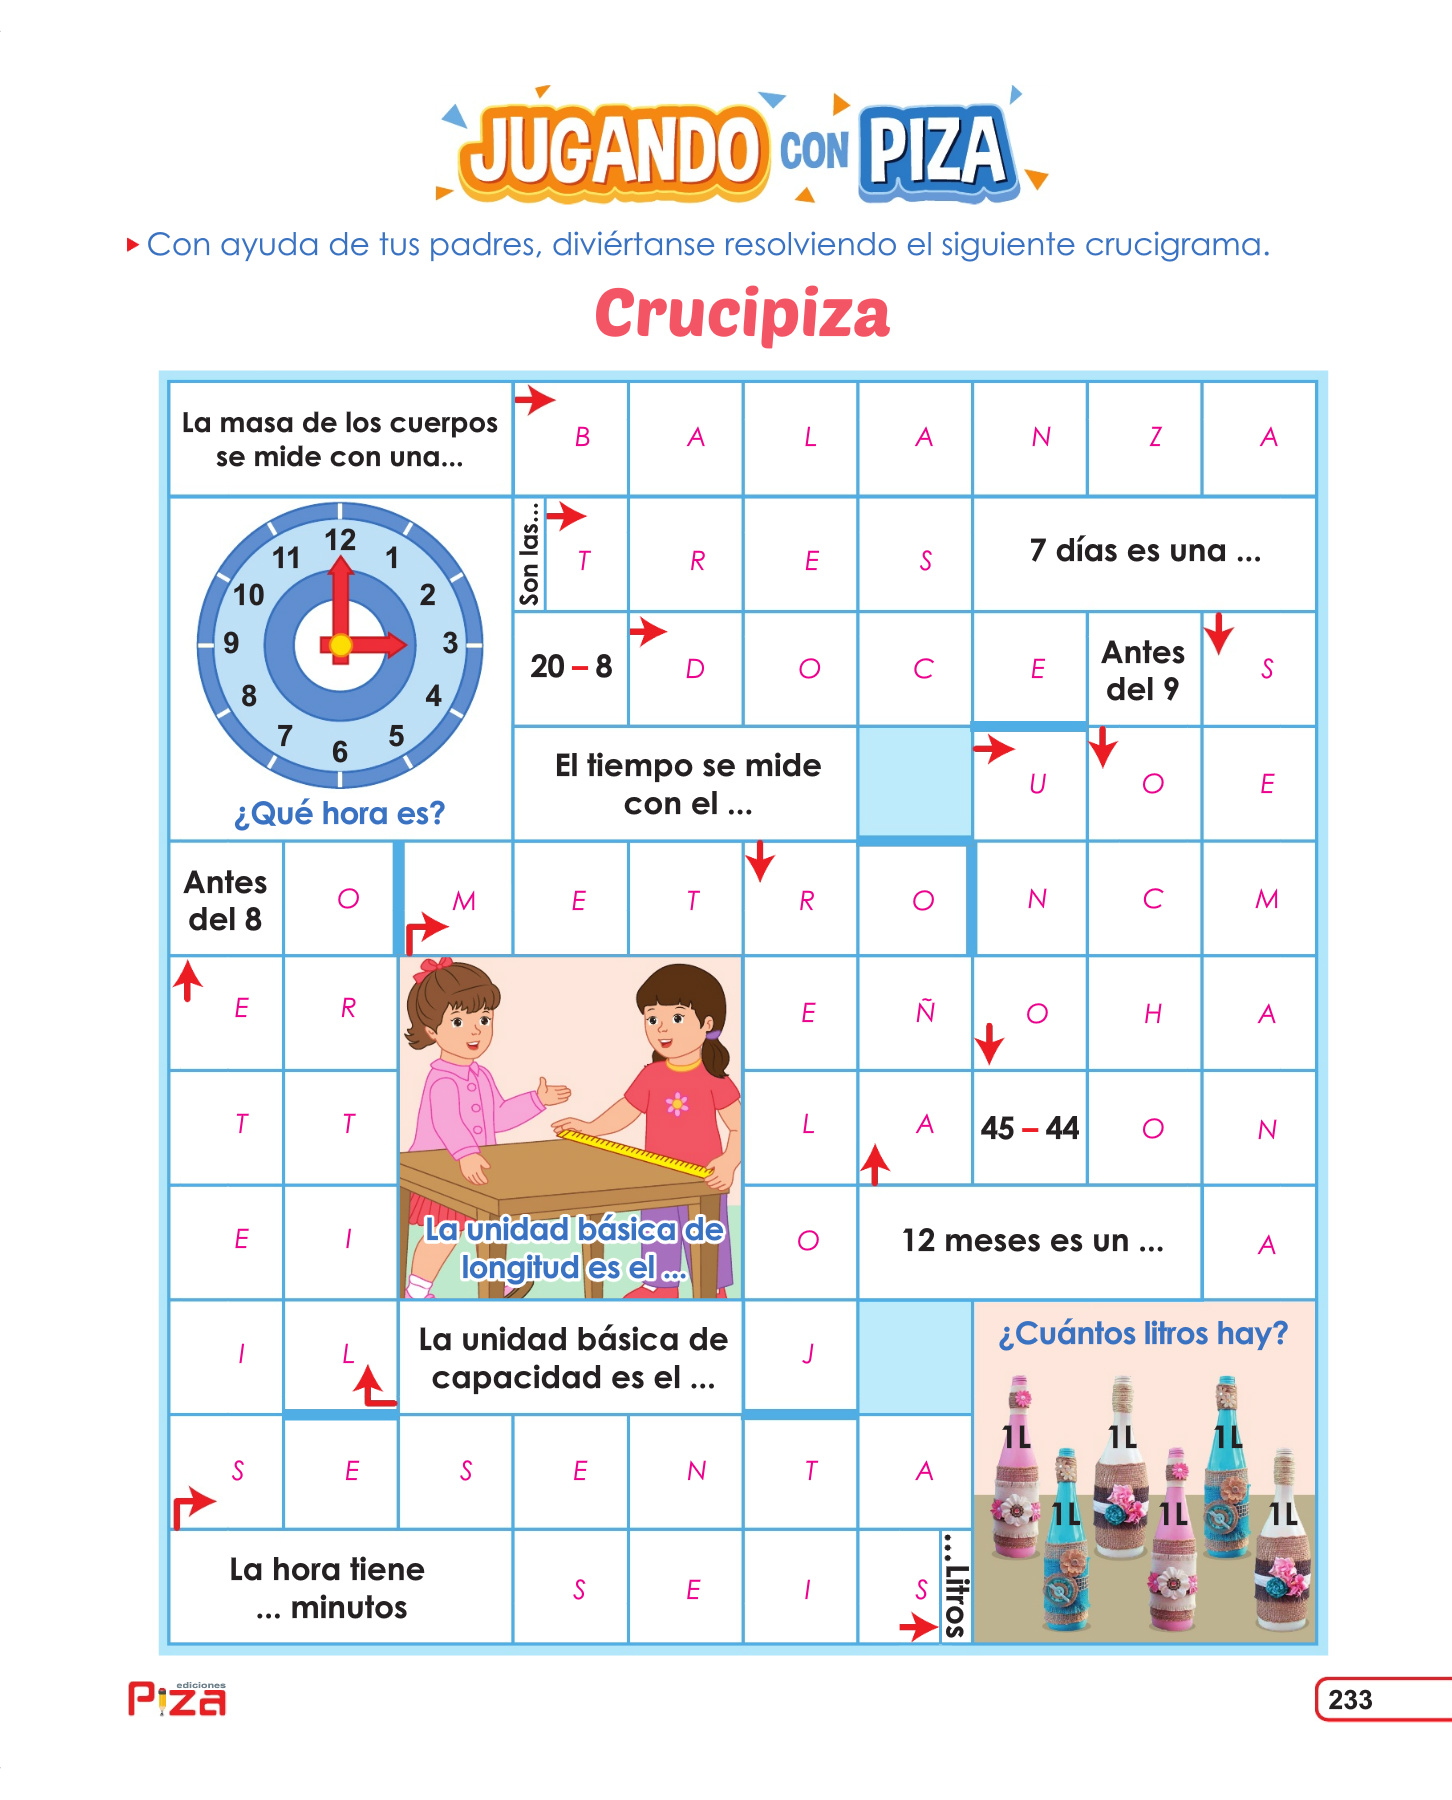 JUGANDO CON PIZA
Con ayuda de tus padres, diviértanse resolviendo el siguiente crucigrama.
Crucipiza
La masa de los cuerpos
se mide con una...
B A L A N Z A
12
1
2
3
4
5
6
7
8
9
10
11
¿Qué hora es?
Son las...
T R E S
7 días es una ...
20 – 8
D O C E
Antes
del 9
S
El tiempo se mide
con el ...
U O E
Antes
del 8
O M E T R O N C M
E R E Ñ O H A
T T L A
45 – 44
O N
E I
La unidad básica de
longitud es el ...
O
12 meses es un ...
A
I L
La unidad básica de
capacidad es el ...
J
¿Cuántos litros hay?
1L 1L 1L
1L 1L 1L
S E S E N T A
La hora tiene
... minutos
S E I S
...Litros
ediciones
Piza
233